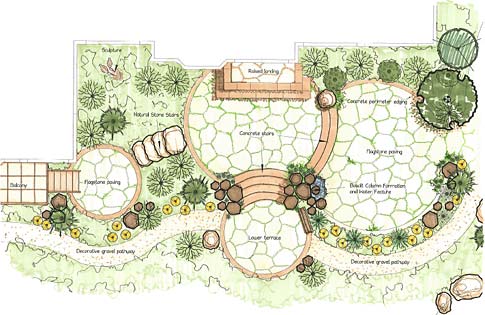 Sculpture
Raised landing
Natural Stone Stairs
Concrete perimeter edging
Concrete stairs
Flagstone paving
Flagstone paving
Balcony
Basalt Column Formation
and Water Feature
Lower terrace
Decorative gravel pathway
Decorative gravel pathway